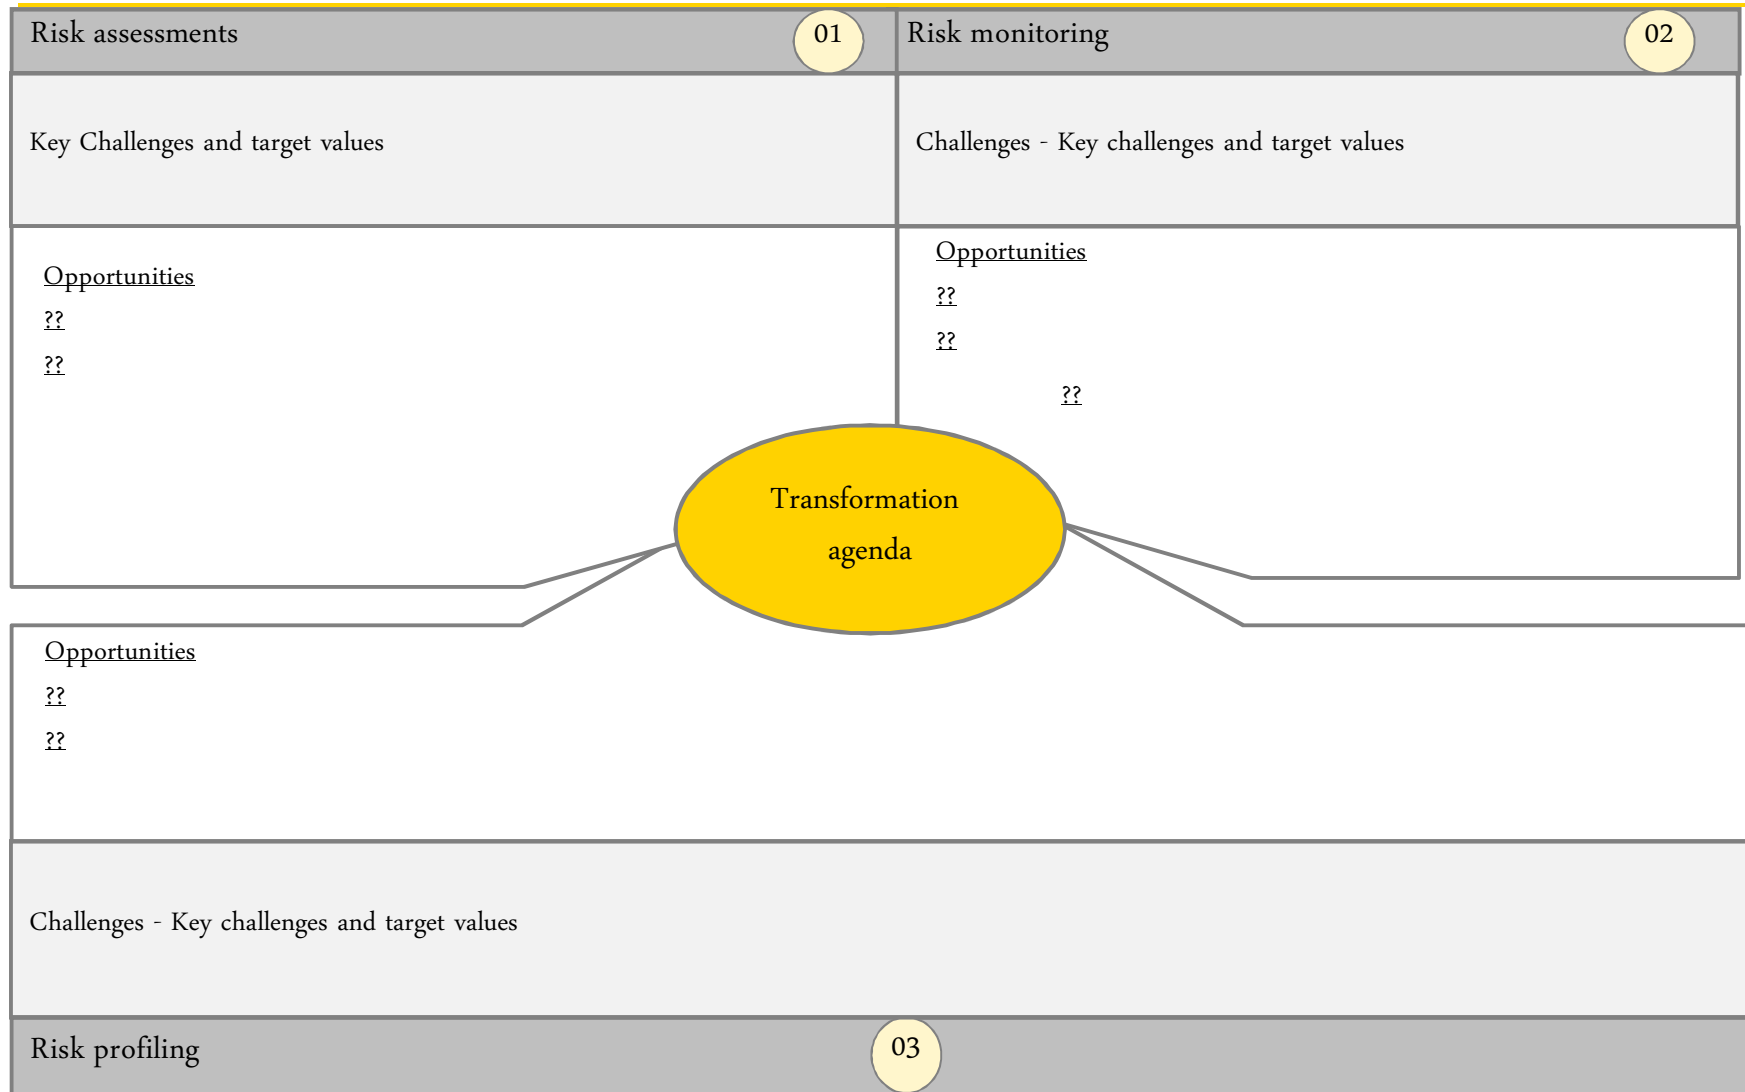 Risk assessments
01
Risk monitoring
02
Key Challenges and target values
Challenges - Key challenges and target values
Opportunities
??
??
Opportunities
??
??
??
Transformation
agenda
Opportunities
??
??
Challenges - Key challenges and target values
Risk profiling
03